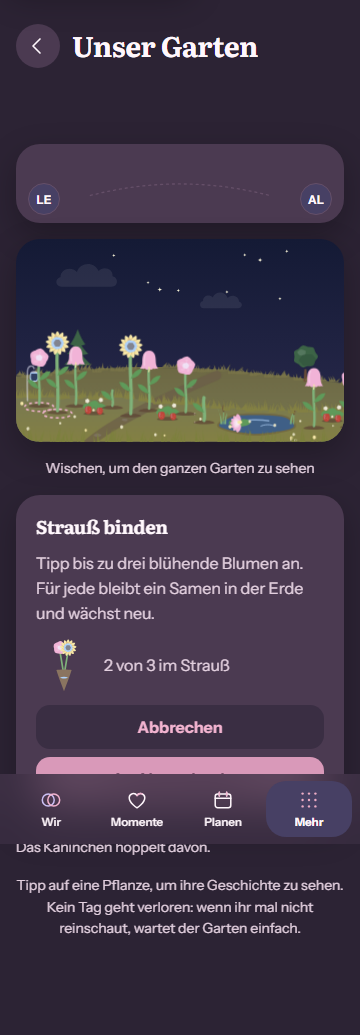 Unser Garten
LE
AL
Wischen, um den ganzen Garten zu sehen
Strauß binden
Tipp bis zu drei blühende Blumen an.
Für jede bleibt ein Samen in der Erde
und wächst neu.
2 von 3 im Strauß
Abbrechen
Wir
Momente
Planen
Mehr
Das Kaninchen hoppelt davon.
Tipp auf eine Pflanze, um ihre Geschichte zu sehen.
Kein Tag geht verloren: wenn ihr mal nicht
reinschaut, wartet der Garten einfach.